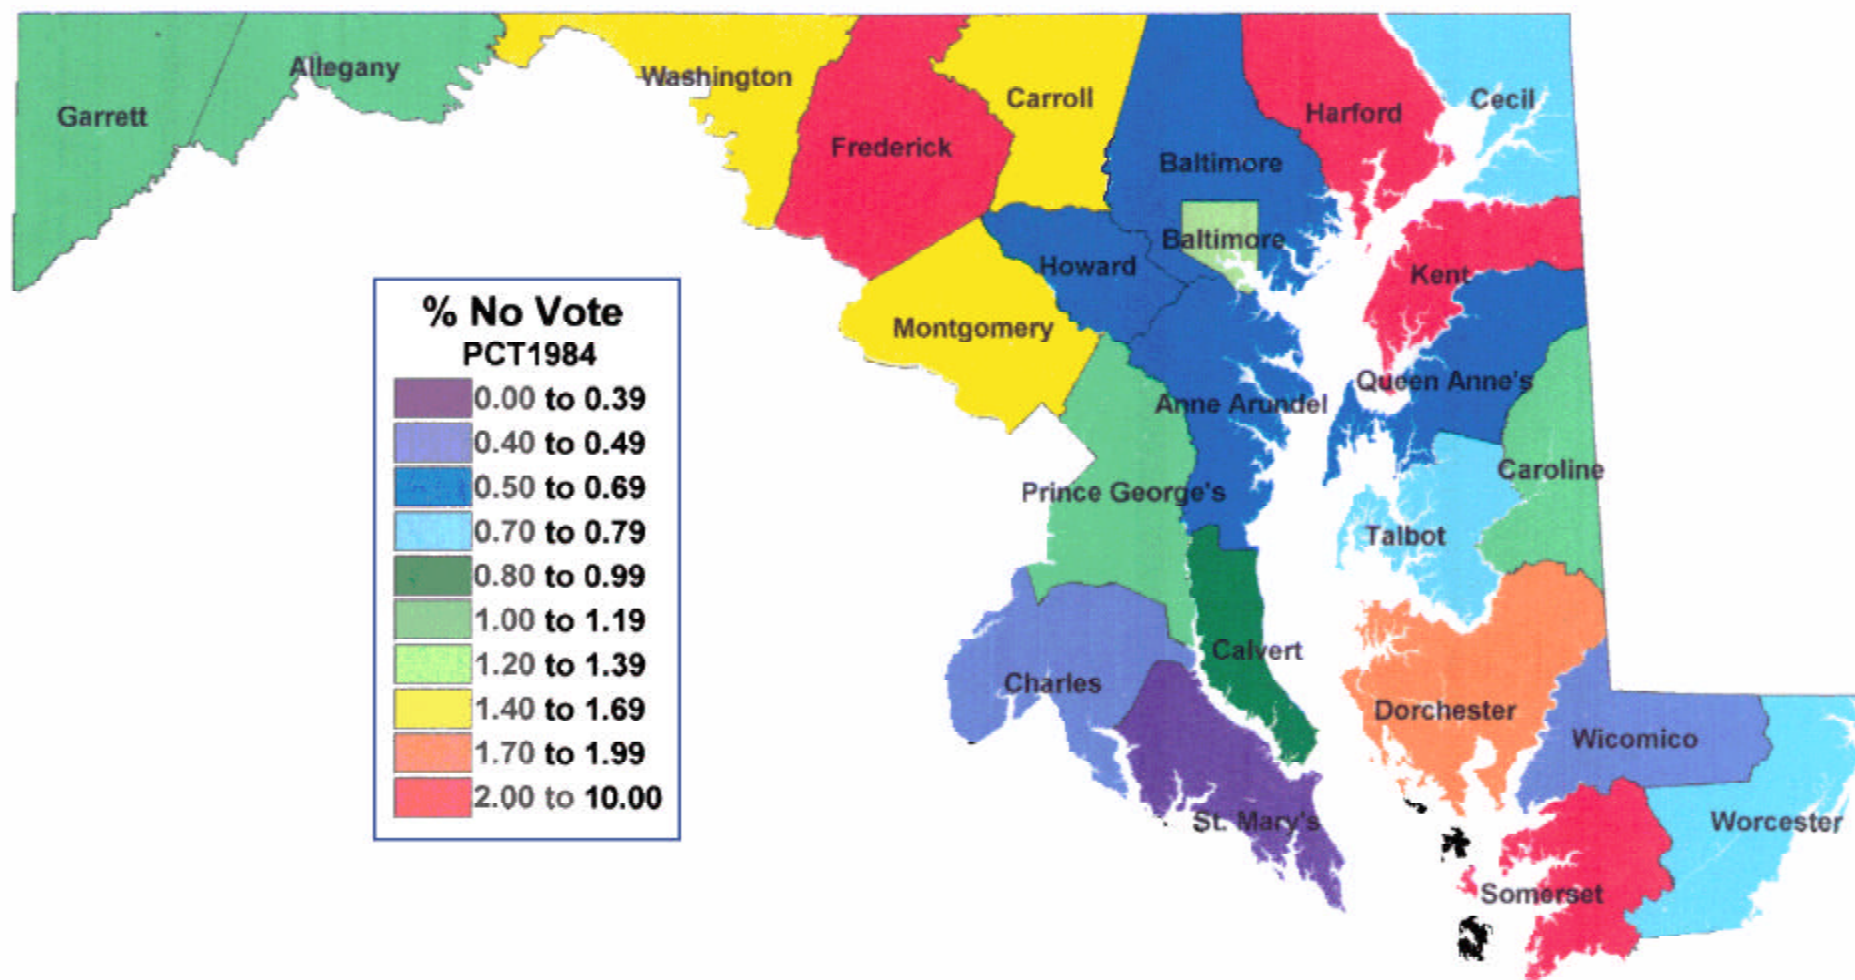 Allegany
Garrett
Washington
Frederick
Carroll
Baltimore
Harford
Cecil
Baltimore
Howard
Kent
Montgomery
Queen Anne's
Anne Arundel
Prince George's
Caroline
Talbot
Calvert
Charles
Dorchester
Wicomico
St. Mary's
Worcester
Somerset
% No Vote
PCT1984
0.00 to 0.39
0.40 to 0.49
0.50 to 0.69
0.70 to 0.79
0.80 to 0.99
1.00 to 1.19
1.20 to 1.39
1.40 to 1.69
1.70 to 1.99
2.00 to 10.00